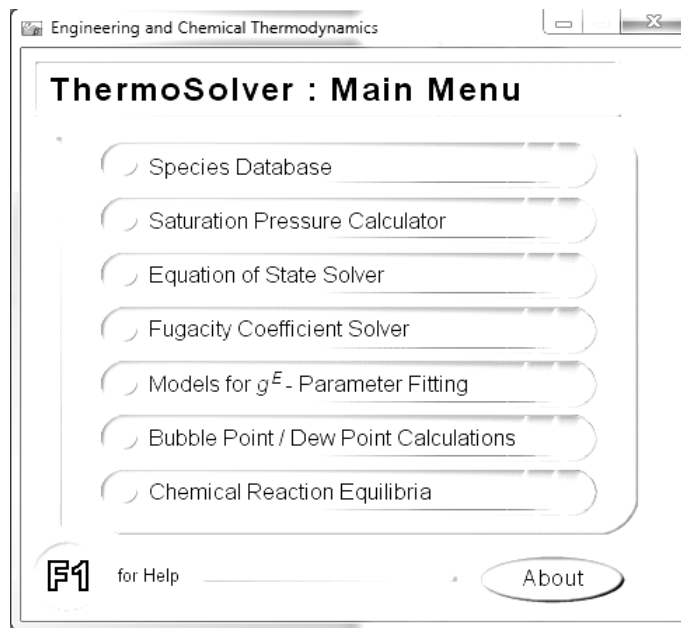 Engineering and Chemical Thermodynamics
ThermoSolver : Main Menu
Species Database
Saturation Pressure Calculator
Equation of State Solver
Fugacity Coefficient Solver
Models for gᴱ - Parameter Fitting
Bubble Point / Dew Point Calculations
Chemical Reaction Equilibria
F1 for Help
About